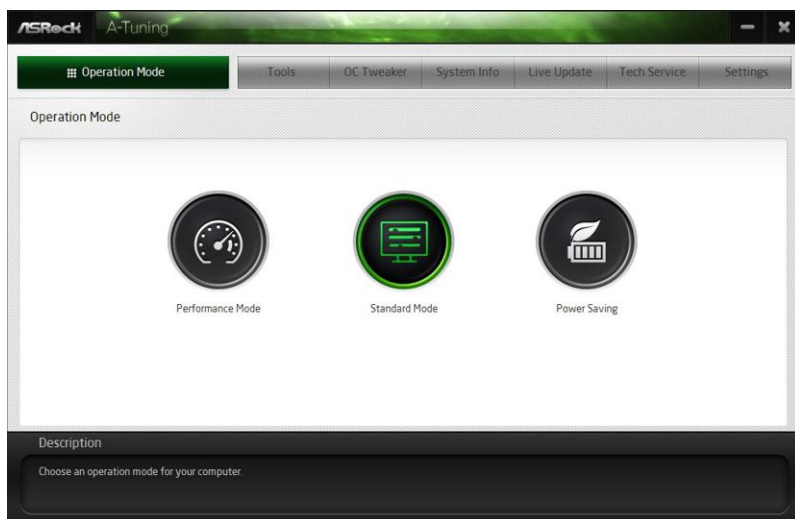 ASRock A-Tuning
Operation Mode Tools OC Tweaker System Info Live Update Tech Service Settings
Operation Mode
Performance Mode Standard Mode Power Saving
Description
Choose an operation mode for your computer.